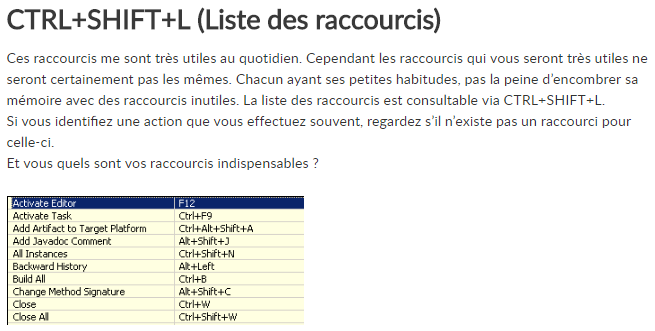 CTRL+SHIFT+L (Liste des raccourcis)
Ces raccourcis me sont très utiles au quotidien. Cependant les raccourcis qui vous seront très utiles ne
seront certainement pas les mêmes. Chacun ayant ses petites habitudes, pas la peine d’encombrer sa
mémoire avec des raccourcis inutiles. La liste des raccourcis est consultable via CTRL+SHIFT+L.
Si vous identifiez une action que vous effectuez souvent, regardez s’il n’existe pas un raccourci pour
celle-ci.
Et vous quels sont vos raccourcis indispensables ?
Activate Editor F12
Activate Task Ctrl+F9
Add Artifact to Target Platform Ctrl+Alt+Shift+A
Add Javadoc Comment Alt+Shift+J
All Instances Ctrl+Shift+N
Backward History Alt+Left
Build All Ctrl+B
Change Method Signature Alt+Shift+C
Close Ctrl+W
Close All Ctrl+Shift+W